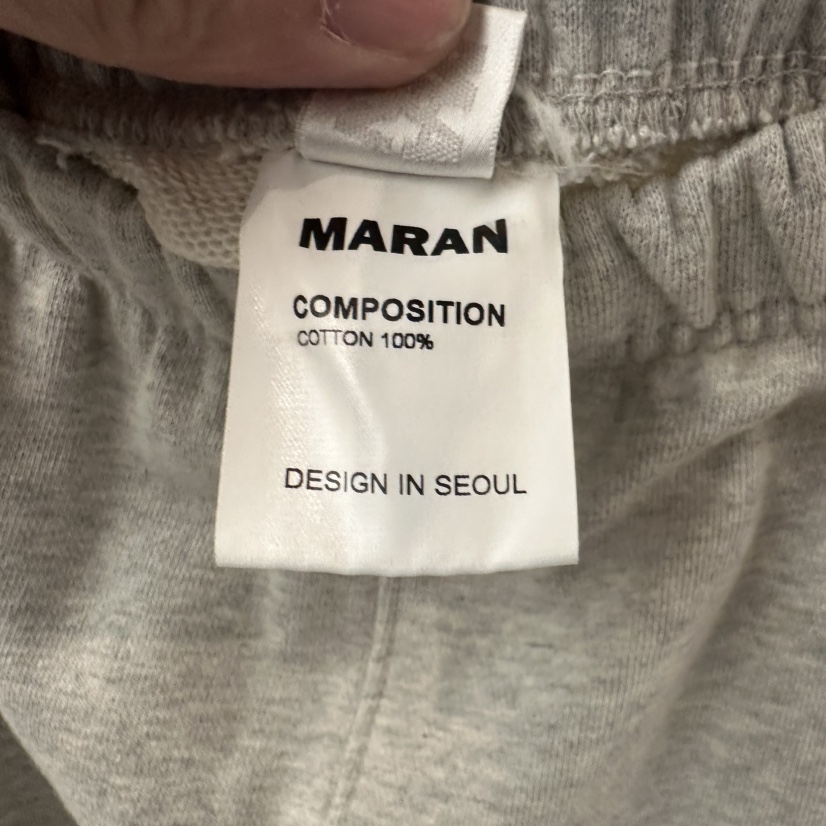 MARAN
COMPOSITION
COTTON 100%
DESIGN IN SEOUL